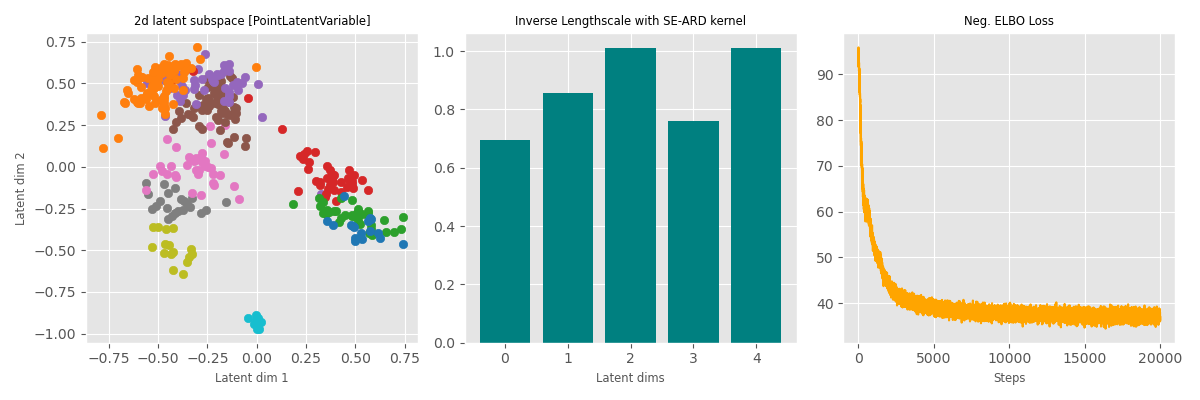 2d latent subspace [PointLatentVariable]
0.75
0.50
0.25
0.00
−0.25
−0.50
−0.75
−1.00
Latent dim 2
−0.75 −0.50 −0.25 0.00 0.25 0.50 0.75
Latent dim 1
Inverse Lengthscale with SE-ARD kernel
1.0
0.8
0.6
0.4
0.2
0.0
0 1 2 3 4
Latent dims
Neg. ELBO Loss
90
80
70
60
50
40
0 5000 10000 15000 20000
Steps